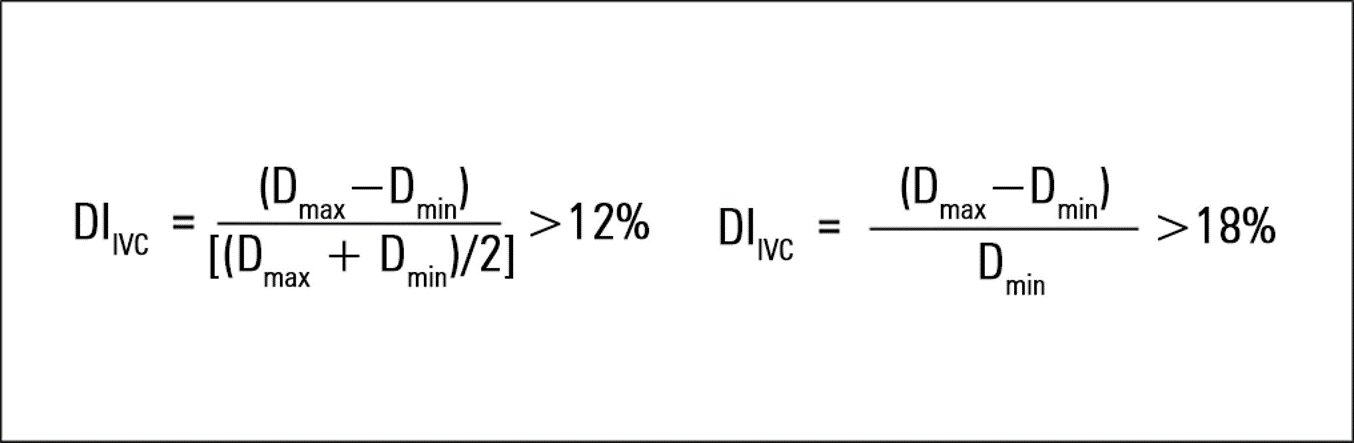 DI_IVC = (D_max − D_min) / [(D_max + D_min)/2] >12%
DI_IVC = (D_max − D_min) / D_min >18%